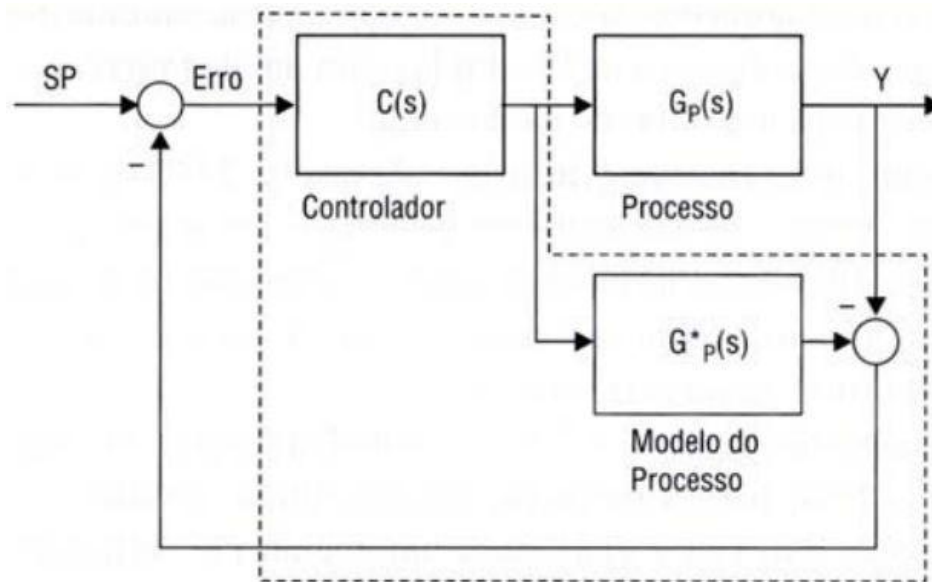 SP
Erro
C(s)
Controlador
G_P(s)
Processo
Y
–
–
G*_P(s)
Modelo do
Processo